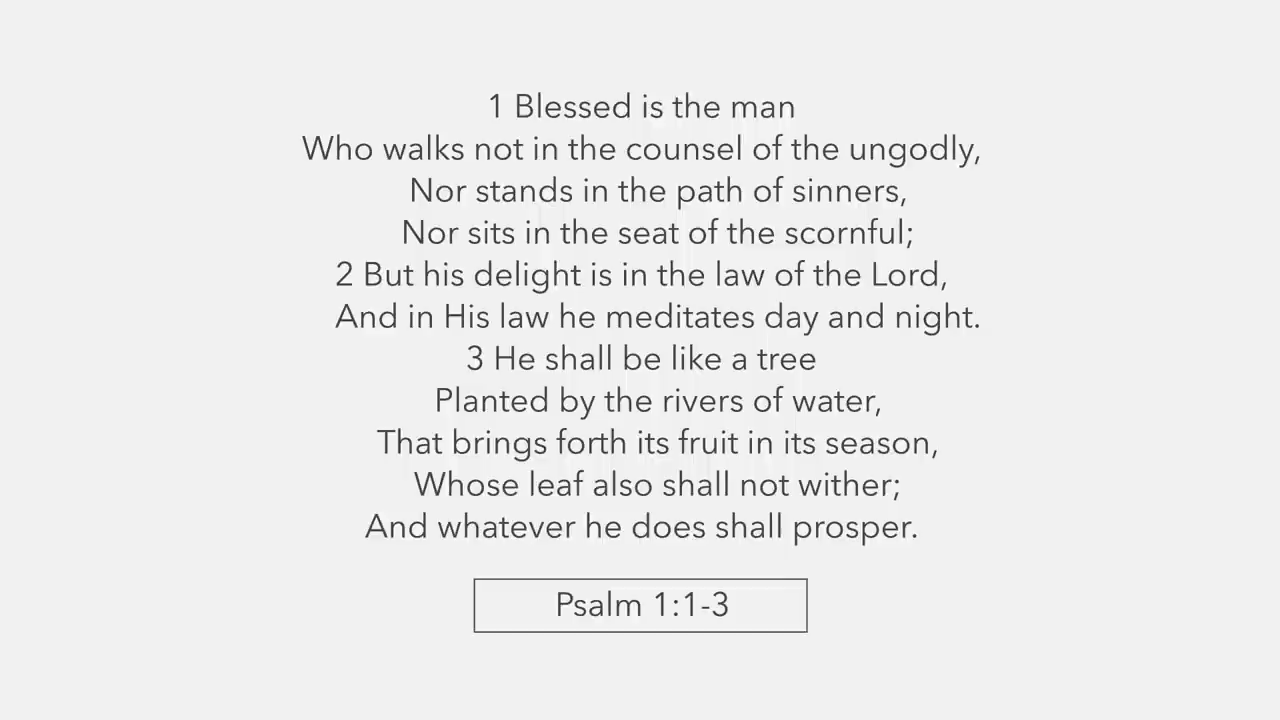 1 Blessed is the man
Who walks not in the counsel of the ungodly,
Nor stands in the path of sinners,
Nor sits in the seat of the scornful;
2 But his delight is in the law of the Lord,
And in His law he meditates day and night.
3 He shall be like a tree
Planted by the rivers of water,
That brings forth its fruit in its season,
Whose leaf also shall not wither;
And whatever he does shall prosper.
Psalm 1:1-3